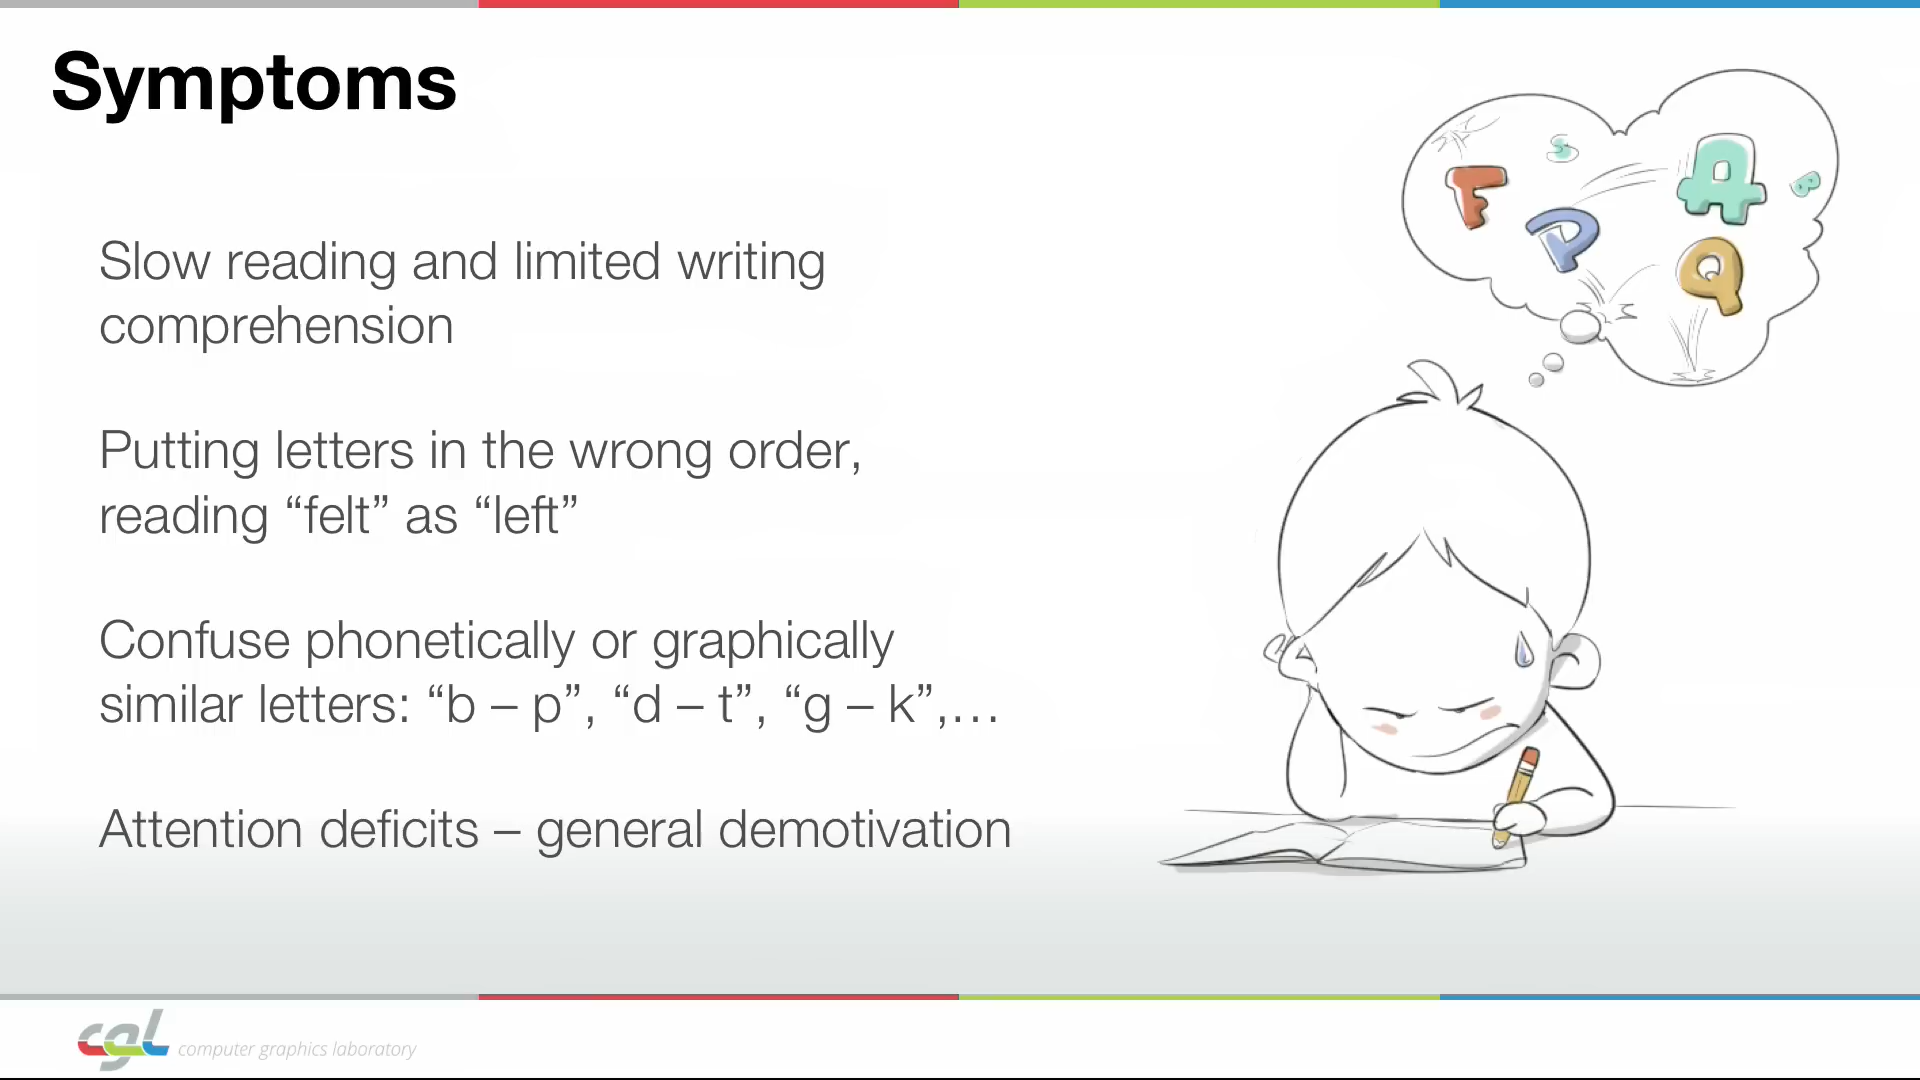 Symptoms
Slow reading and limited writing
comprehension
Putting letters in the wrong order,
reading “felt” as “left”
Confuse phonetically or graphically
similar letters: “b – p”, “d – t”, “g – k”,…
Attention deficits – general demotivation
S
F
P
A
B
Q
cgl computer graphics laboratory